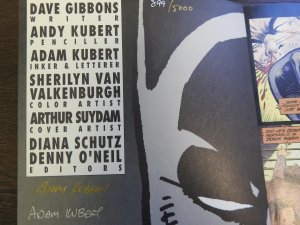 899/5000
DAVE GIBBONS
WRITER
ANDY KUBERT
PENCILLER
ADAM KUBERT
INKER & LETTERER
SHERILYN VAN
VALKENBURGH
COLOR ARTIST
ARTHUR SUYDAM
COVER ARTIST
DIANA SCHUTZ
DENNY O'NEIL
EDITORS
ANDY KUBERT
ADAM KUBERT